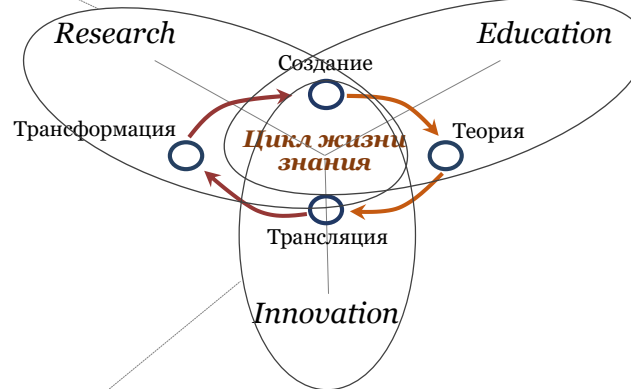 Research
Education
Создание
Трансформация
Цикл жизни
знания
Теория
Трансляция
Innovation